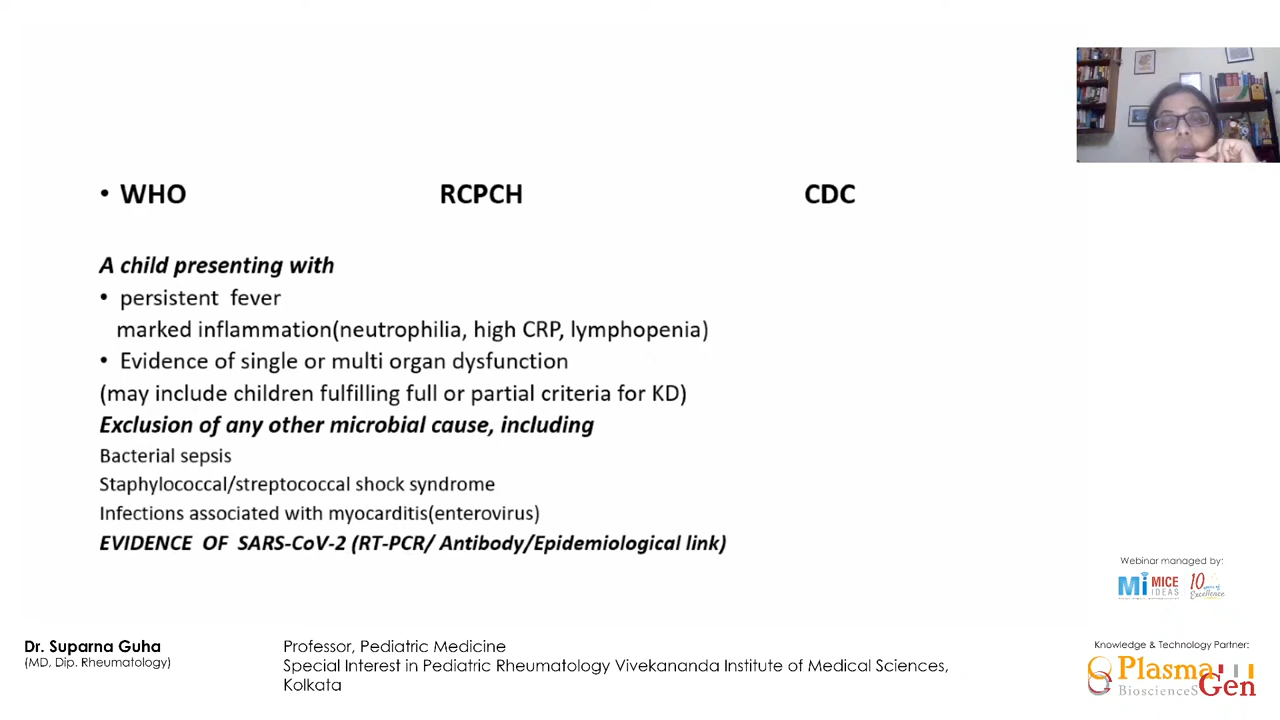 • WHO RCPCH CDC
A child presenting with
• persistent fever
marked inflammation(neutrophilia, high CRP, lymphopenia)
• Evidence of single or multi organ dysfunction
(may include children fulfilling full or partial criteria for KD)
Exclusion of any other microbial cause, including
Bacterial sepsis
Staphylococcal/streptococcal shock syndrome
Infections associated with myocarditis(enterovirus)
EVIDENCE OF SARS-CoV-2 (RT-PCR/ Antibody/Epidemiological link)
Webinar managed by:
Mi MICE IDEAS 10 years of Excellence
Dr. Suparna Guha
(MD, Dip. Rheumatology)
Professor, Pediatric Medicine
Special Interest in Pediatric Rheumatology Vivekananda Institute of Medical Sciences,
Kolkata
Knowledge & Technology Partner:
Plasma
BioscienceS Gen